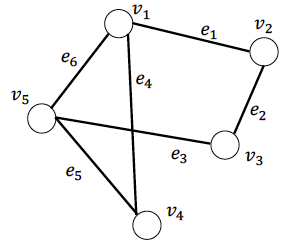 v₁
v₂
e₁
e₆
e₄
v₅
e₂
e₃
v₃
e₅
v₄